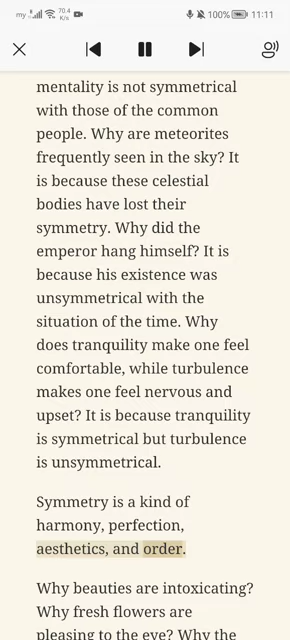 my 70.4 K/s 100% 11:11
mentality is not symmetrical
with those of the common
people. Why are meteorites
frequently seen in the sky? It
is because these celestial
bodies have lost their
symmetry. Why did the
emperor hang himself? It is
because his existence was
unsymmetrical with the
situation of the time. Why
does tranquility make one feel
comfortable, while turbulence
makes one feel nervous and
upset? It is because tranquility
is symmetrical but turbulence
is unsymmetrical.
Symmetry is a kind of
harmony, perfection,
aesthetics, and order.
Why beauties are intoxicating?
Why fresh flowers are
pleasing to the eye? Why the